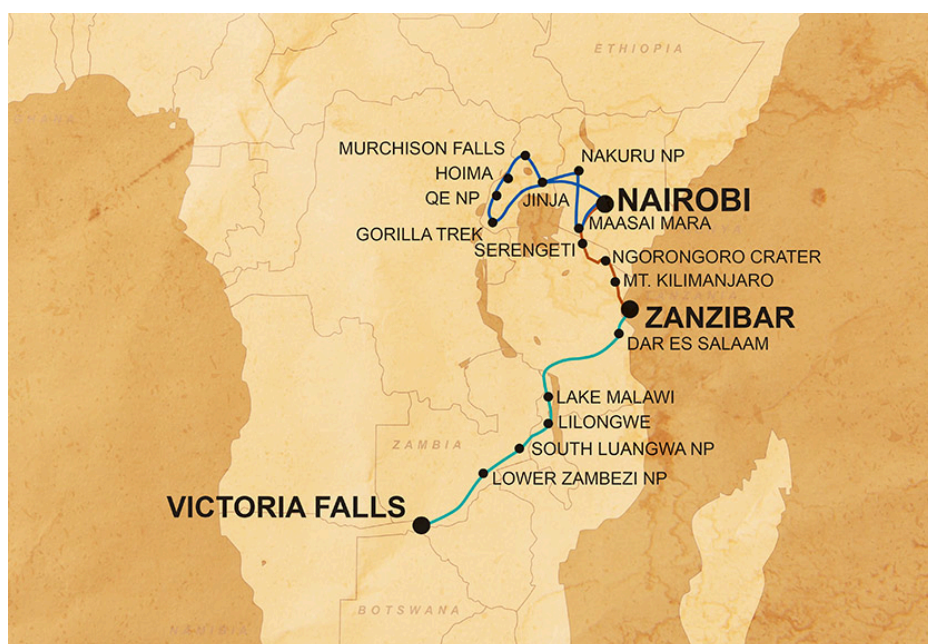 ETHIOPIA
MURCHISON FALLS
NAKURU NP
HOIMA
QE NP
JINJA
NAIROBI
GORILLA TREK
MAASAI MARA
SERENGETI
NGORONGORO CRATER
MT. KILIMANJARO
ZANZIBAR
DAR ES SALAAM
LAKE MALAWI
LILONGWE
ZAMBIA
SOUTH LUANGWA NP
LOWER ZAMBEZI NP
VICTORIA FALLS
BOTSWANA
NAMIBIA